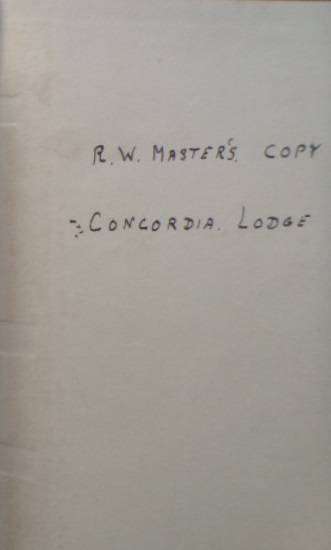 R. W. MASTER'S. COPY
CONCORDIA. LODGE